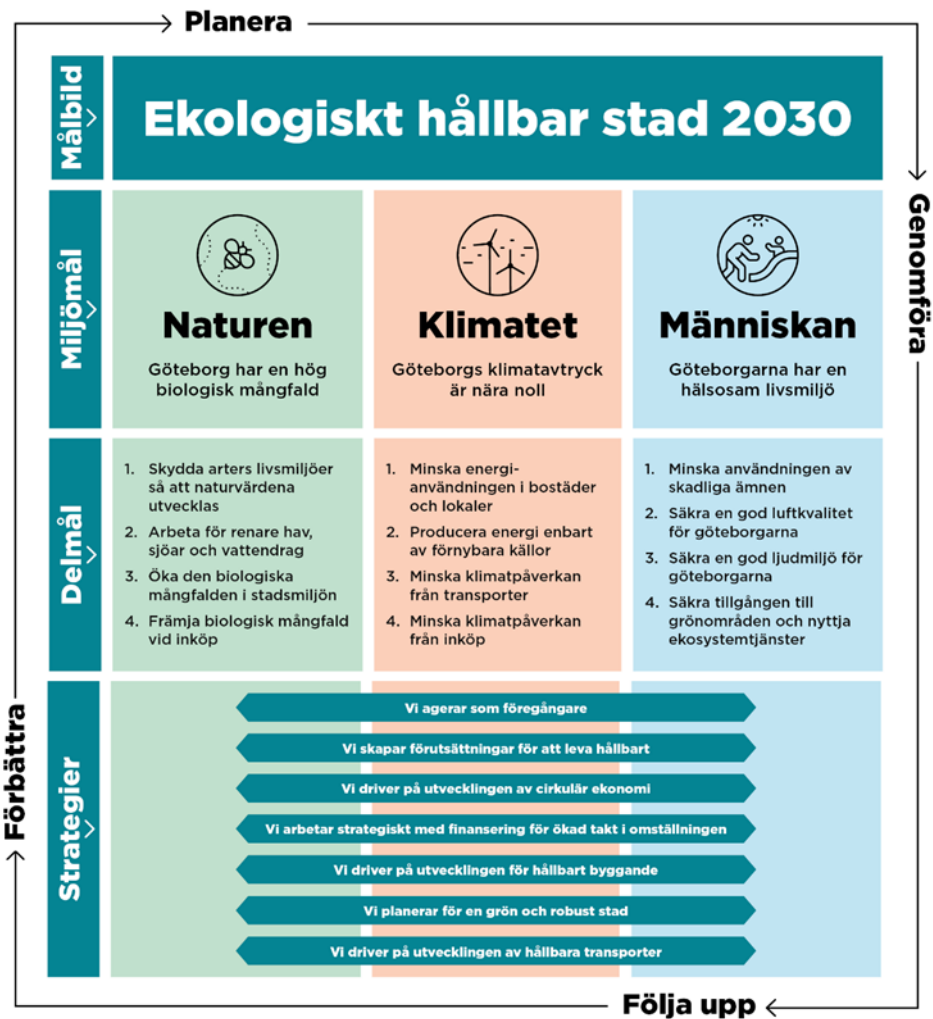 Planera
Målbild
Ekologiskt hållbar stad 2030
Genomföra
Miljömål
Naturen
Göteborg har en hög
biologisk mångfald
Klimatet
Göteborgs klimatavtryck
är nära noll
Människan
Göteborgarna har en
hälsosam livsmiljö
Delmål
1. Skydda arters livsmiljöer
så att naturvärdena
utvecklas
2. Arbeta för renare hav,
sjöar och vattendrag
3. Öka den biologiska
mångfalden i stadsmiljön
4. Främja biologisk mångfald
vid inköp
1. Minska energi-
användningen i bostäder
och lokaler
2. Producera energi enbart
av förnybara källor
3. Minska klimatpåverkan
från transporter
4. Minska klimatpåverkan
från inköp
1. Minska användningen av
skadliga ämnen
2. Säkra en god luftkvalitet
för göteborgarna
3. Säkra en god ljudmiljö för
göteborgarna
4. Säkra tillgången till
grönområden och nyttja
ekosystemtjänster
Strategier
Vi agerar som föregångare
Vi skapar förutsättningar för att leva hållbart
Vi driver på utvecklingen av cirkulär ekonomi
Vi arbetar strategiskt med finansering för ökad takt i omställningen
Vi driver på utvecklingen för hållbart byggande
Vi planerar för en grön och robust stad
Vi driver på utvecklingen av hållbara transporter
Följa upp
Förbättra